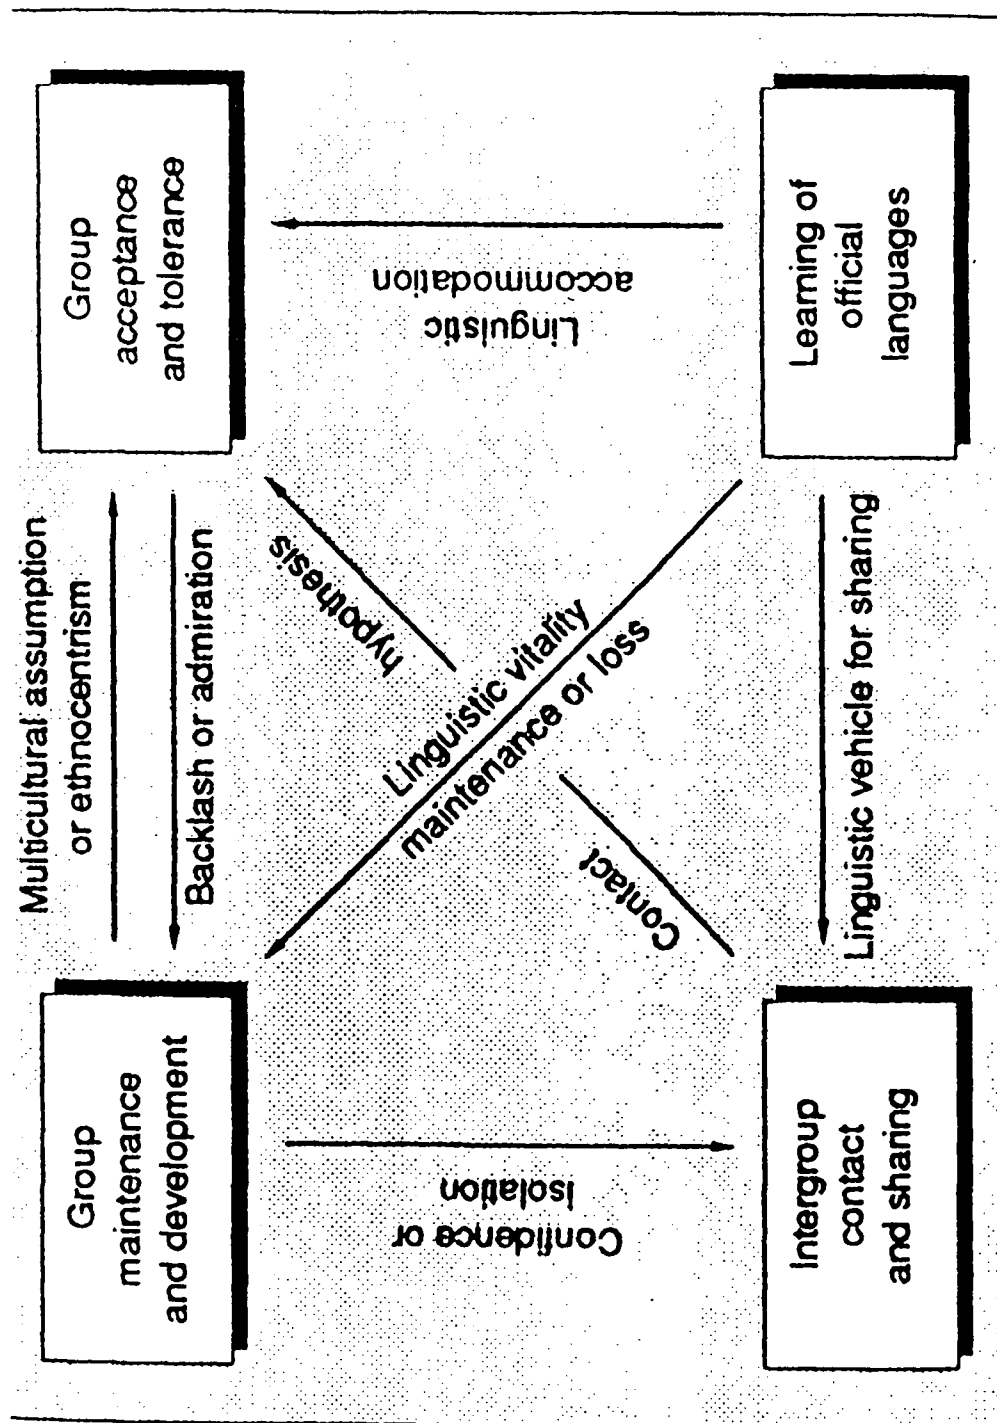 Group
maintenance
and development
Multicultural assumption
or ethnocentrism
Backlash or admiration
Group
acceptance
and tolerance
Confidence or
isolation
Linguistic vitality
maintenance or loss
Contact
hypothesis
Linguistic
accommodation
Intergroup
contact
and sharing
Linguistic vehicle for sharing
Learning of
official
languages